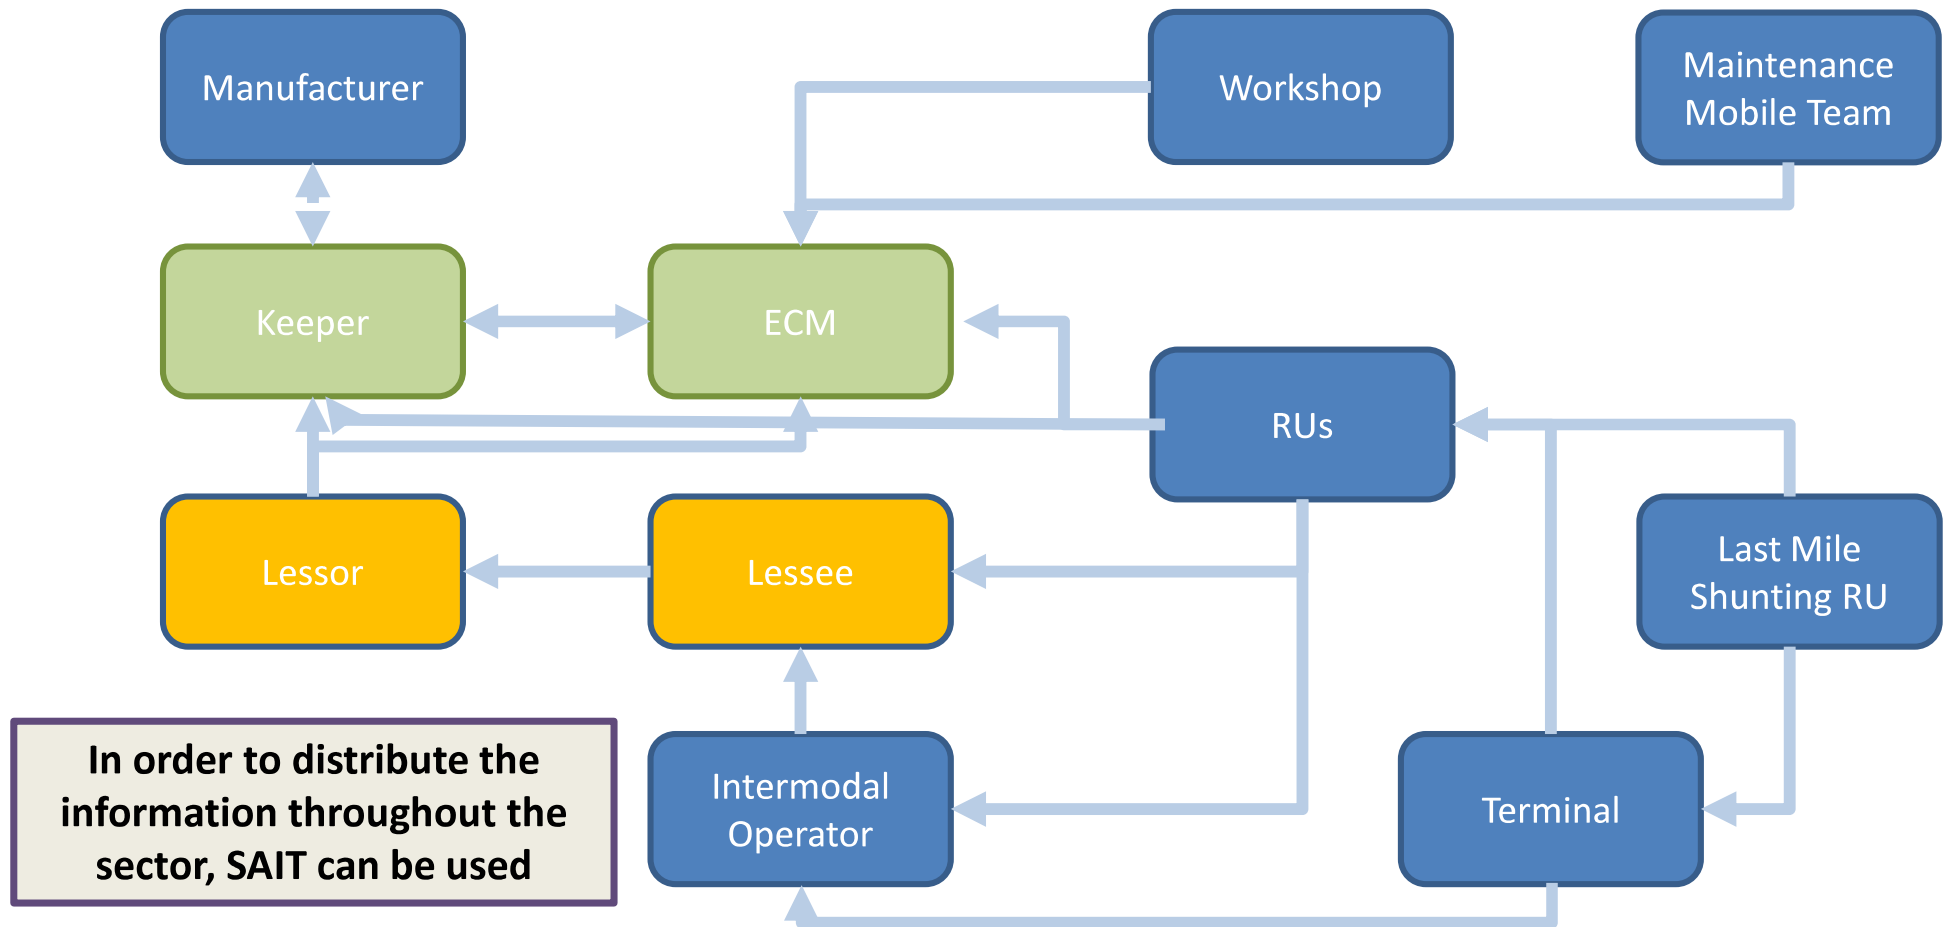 Manufacturer
Workshop
Maintenance
Mobile Team
Keeper
ECM
RUs
Lessor
Lessee
Last Mile
Shunting RU
In order to distribute the
information throughout the
sector, SAIT can be used
Intermodal
Operator
Terminal